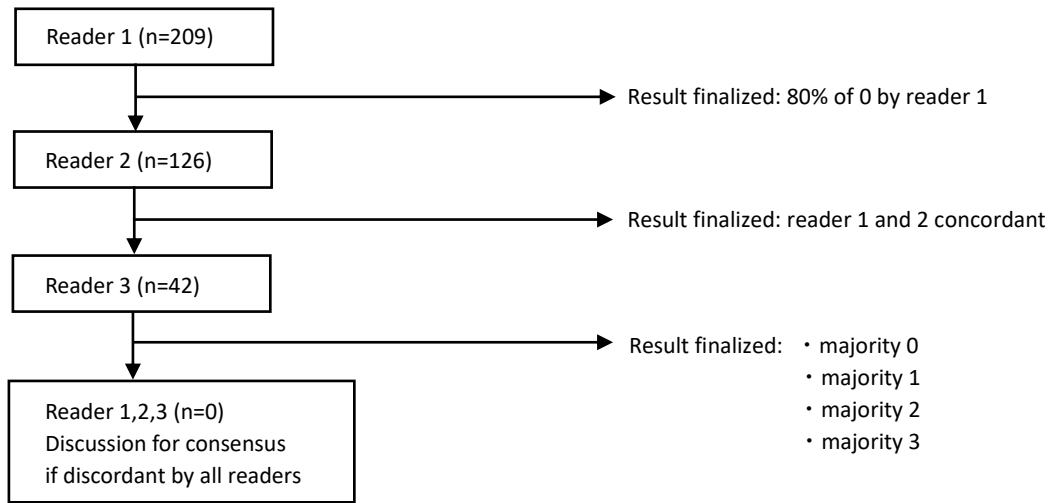 Reader 1 (n=209)
Result finalized: 80% of 0 by reader 1
Reader 2 (n=126)
Result finalized: reader 1 and 2 concordant
Reader 3 (n=42)
Result finalized: ・majority 0
・majority 1
・majority 2
・majority 3
Reader 1,2,3 (n=0)
Discussion for consensus
if discordant by all readers